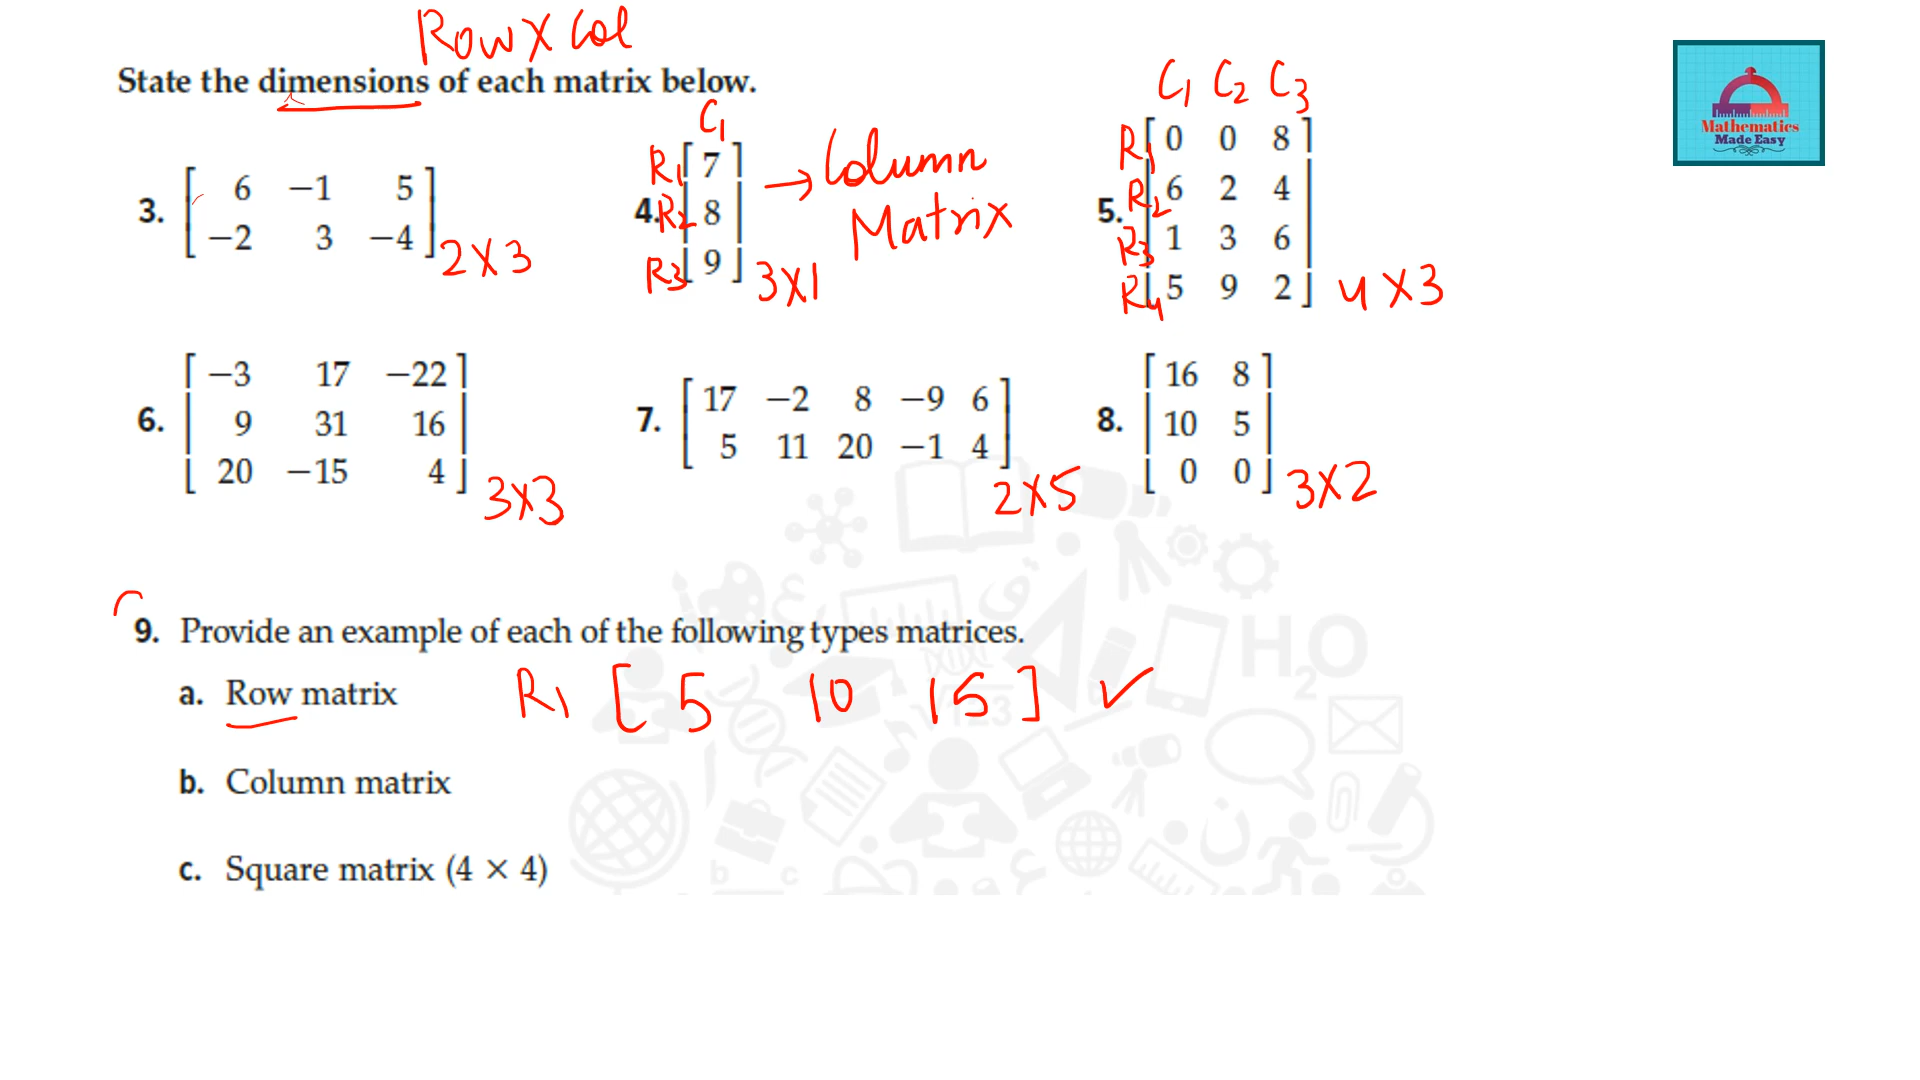 Row X Col
State the dimensions of each matrix below.
3. [ 6 −1 5 ]
[ −2 3 −4 ] 2X3
C1
R1 [ 7 ]
4. R2 [ 8 ]
R3 [ 9 ] 3X1
→ Column
Matrix
C1 C2 C3
R1 [ 0 0 8 ]
5. R2 [ 6 2 4 ]
R3 [ 1 3 6 ]
R4 [ 5 9 2 ] 4X3
Mathematics
Made Easy
6. [ −3 17 −22 ]
[ 9 31 16 ]
[ 20 −15 4 ] 3X3
7. [ 17 −2 8 −9 6 ]
[ 5 11 20 −1 4 ] 2X5
8. [ 16 8 ]
[ 10 5 ]
[ 0 0 ] 3X2
9. Provide an example of each of the following types matrices.
a. Row matrix R1 [ 5 10 15 ] ✓
b. Column matrix
c. Square matrix (4 × 4)
H2O
b c